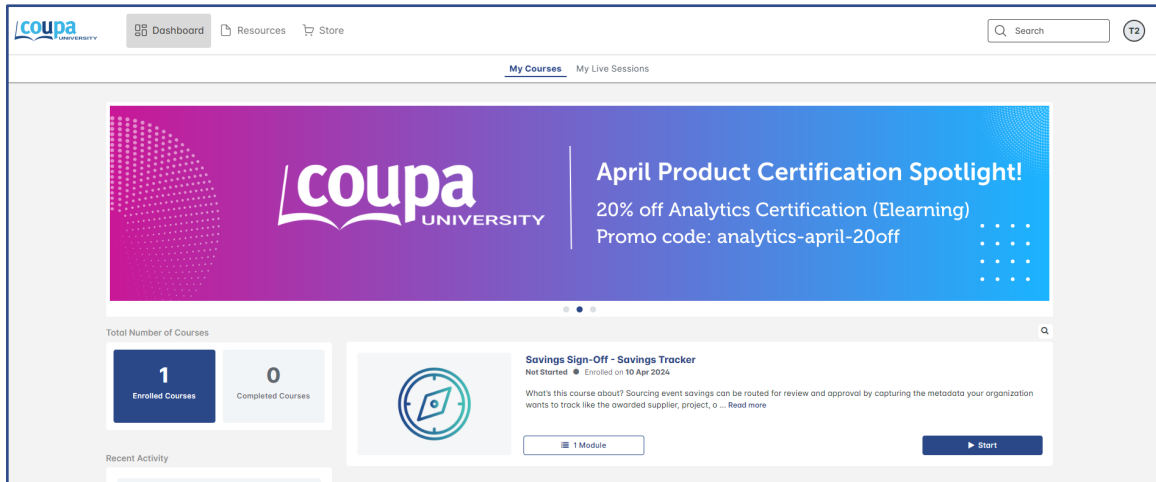 coupa
UNIVERSITY
Dashboard
Resources
Store
Search
T2
My Courses
My Live Sessions
coupa
UNIVERSITY
April Product Certification Spotlight!
20% off Analytics Certification (Elearning)
Promo code: analytics-april-20off
Total Number of Courses
1
Enrolled Courses
0
Completed Courses
Savings Sign-Off - Savings Tracker
Not Started ● Enrolled on 10 Apr 2024
What's this course about? Sourcing event savings can be routed for review and approval by capturing the metadata your organization
wants to track like the awarded supplier, project, o ... Read more
1 Module
Start
Recent Activity